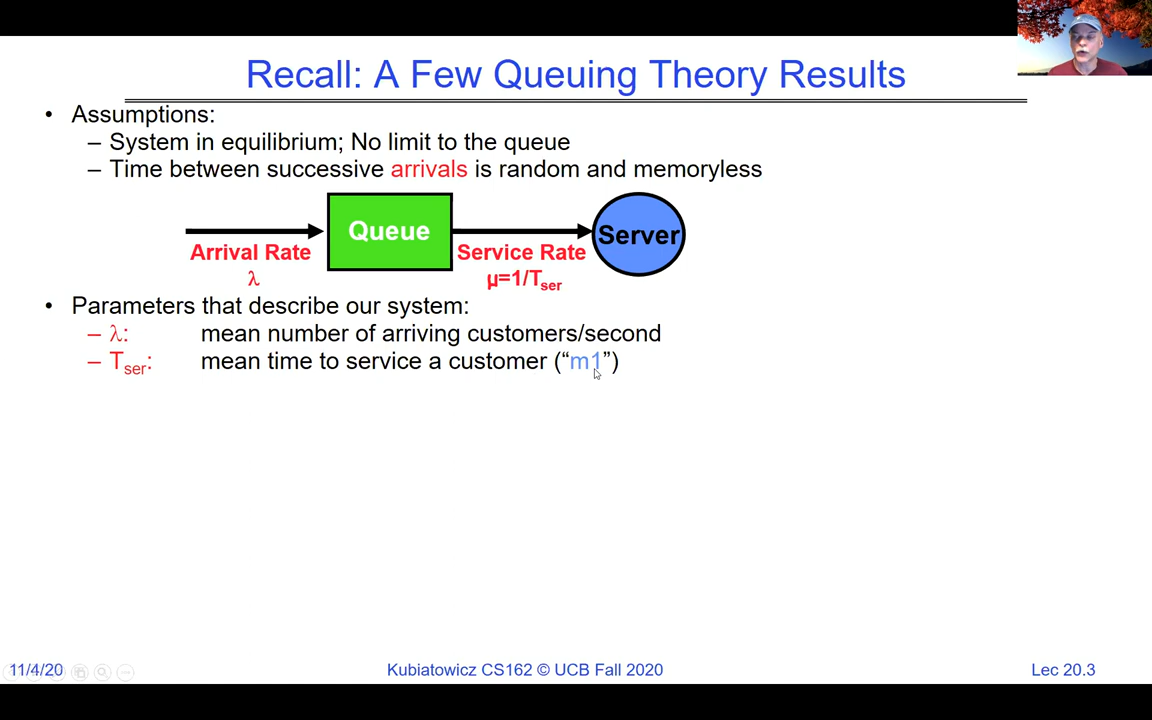 Recall: A Few Queuing Theory Results
• Assumptions:
– System in equilibrium; No limit to the queue
– Time between successive arrivals is random and memoryless
Queue
Server
Arrival Rate
λ
Service Rate
μ=1/Tser
• Parameters that describe our system:
– λ: mean number of arriving customers/second
– Tser: mean time to service a customer (“m1”)
11/4/20
Kubiatowicz CS162 © UCB Fall 2020
Lec 20.3